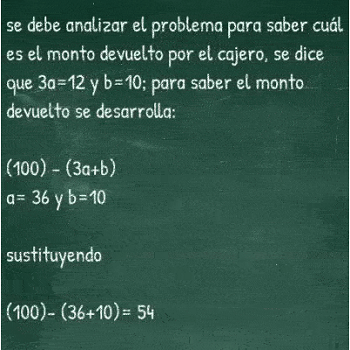 se debe analizar el problema para saber cuál
es el monto devuelto por el cajero, se dice
que 3a=12 y b=10; para saber el monto
devuelto se desarrolla:
(100) - (3a+b)
a= 36 y b=10
sustituyendo
(100)- (36+10)= 54